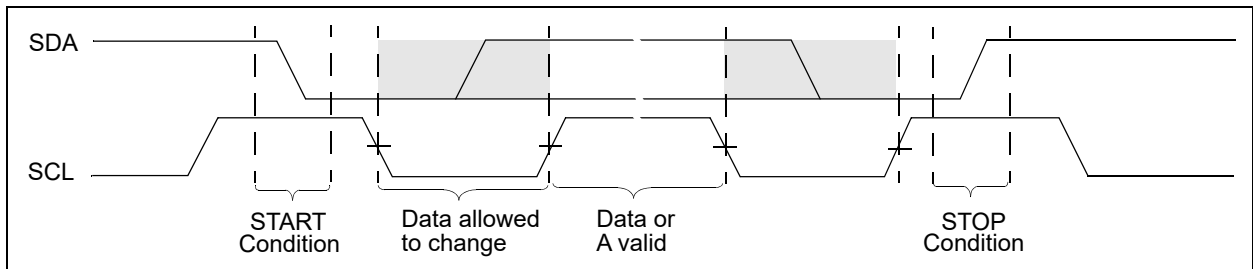 SDA
SCL
START
Condition
Data allowed
to change
Data or
A valid
STOP
Condition